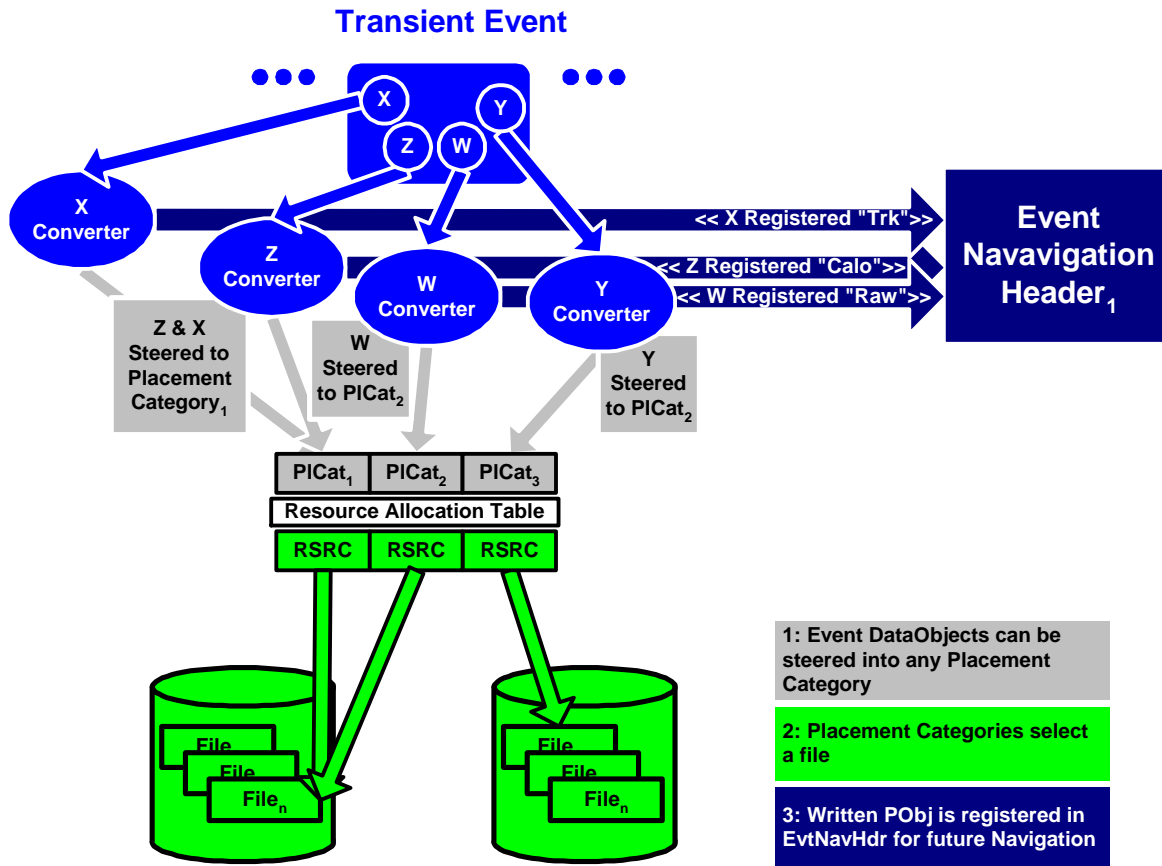 Transient Event
X
Y
Z
W
X
Converter
Z
Converter
W
Converter
Y
Converter
<< X Registered "Trk">>
<< Z Registered "Calo">>
<< W Registered "Raw">>
Event
Navavigation
Header1
Z & X
Steered to
Placement
Category1
W
Steered
to PlCat2
Y
Steered
to PlCat2
PlCat1 PlCat2 PlCat3
Resource Allocation Table
RSRC RSRC RSRC
File
File
Filen
File
File
Filen
1: Event DataObjects can be
steered into any Placement
Category
2: Placement Categories select
a file
3: Written PObj is registered in
EvtNavHdr for future Navigation